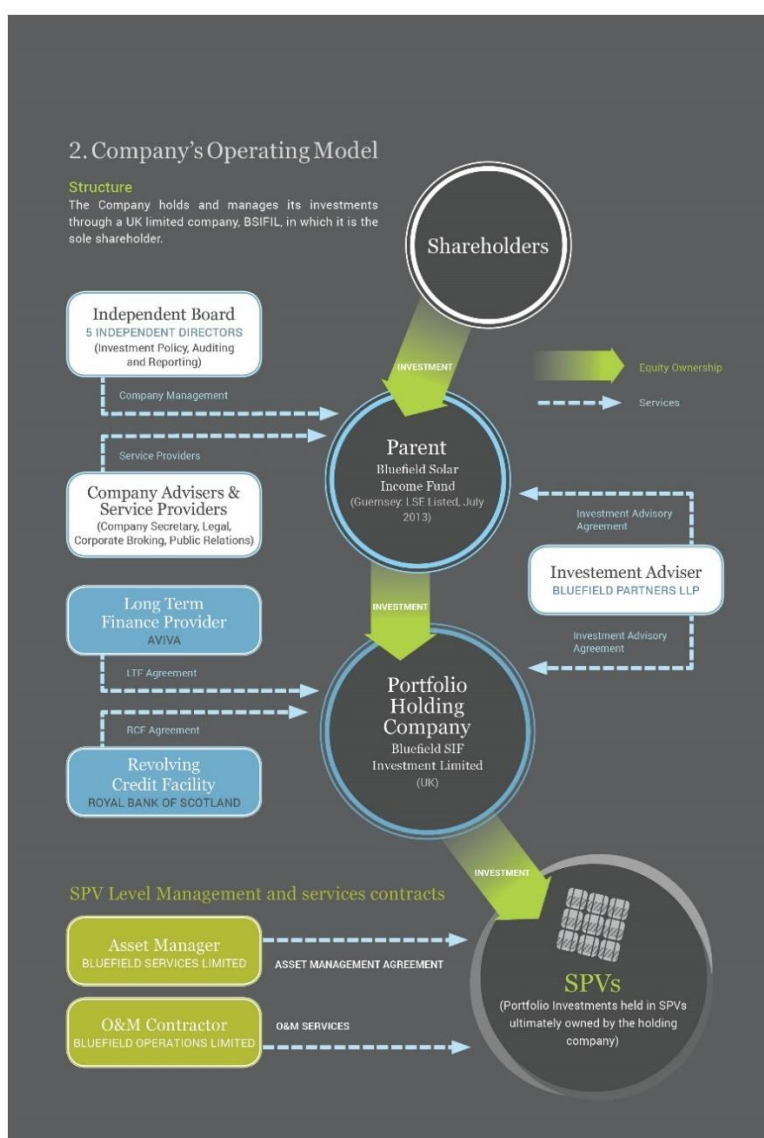 2. Company's Operating Model
Structure
The Company holds and manages its investments
through a UK limited company, BSIFIL, in which it is the
sole shareholder.
Shareholders
Independent Board
5 INDEPENDENT DIRECTORS
(Investment Policy, Auditing
and Reporting)
INVESTMENT
Equity Ownership
Company Management
Services
Service Providers
Parent
Bluefield Solar
Income Fund
(Guernsey: LSE Listed, July
2013)
Company Advisers &
Service Providers
(Company Secretary, Legal,
Corporate Broking, Public Relations)
Investment Advisory
Agreement
Investement Adviser
BLUEFIELD PARTNERS LLP
Long Term
Finance Provider
AVIVA
INVESTMENT
Investment Advisory
Agreement
LTF Agreement
Portfolio
Holding
Company
Bluefield SIF
Investment Limited
(UK)
RCF Agreement
Revolving
Credit Facility
ROYAL BANK OF SCOTLAND
INVESTMENT
SPV Level Management and services contracts
Asset Manager
BLUEFIELD SERVICES LIMITED
ASSET MANAGEMENT AGREEMENT
SPVs
(Portfolio Investments held in SPVs
ultimately owned by the holding
company)
O&M Contractor
BLUEFIELD OPERATIONS LIMITED
O&M SERVICES